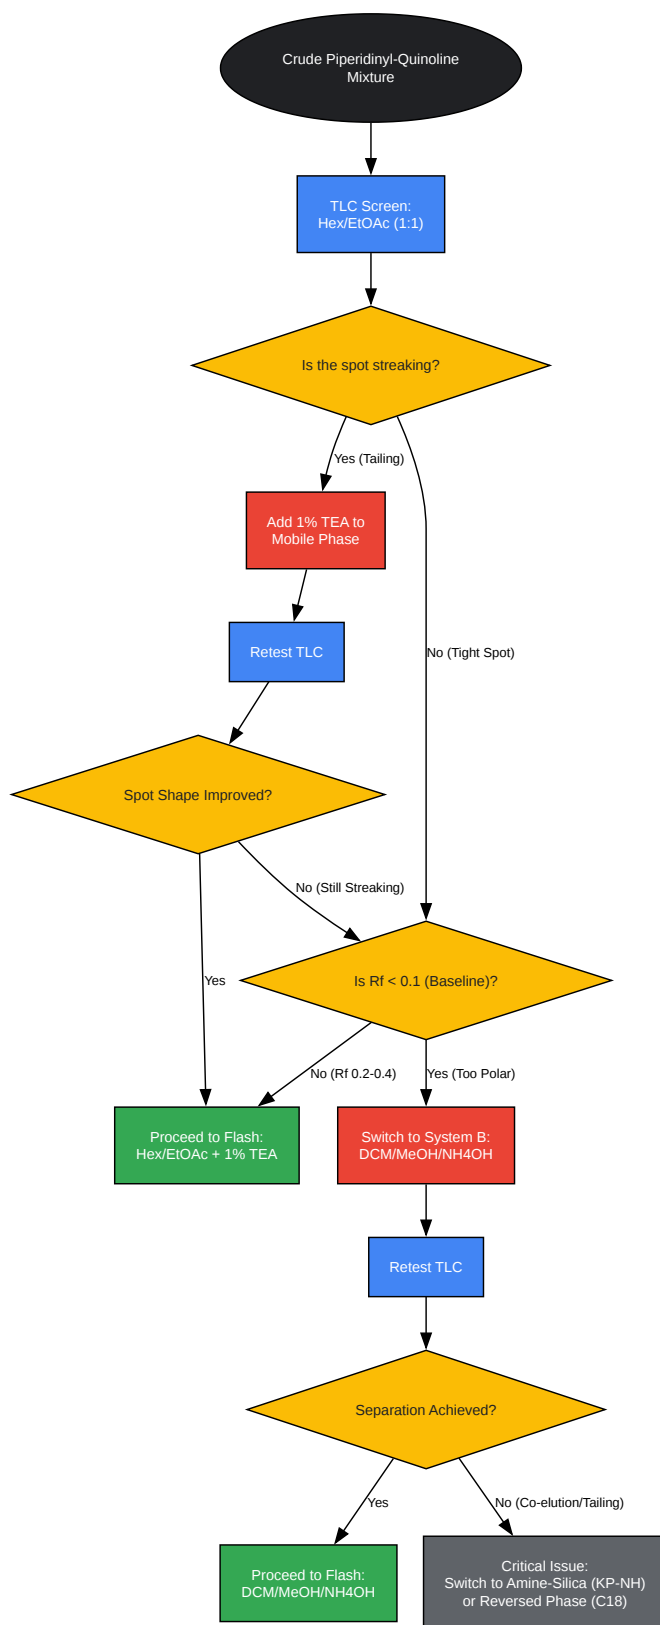 Crude Piperidinyl-Quinoline
Mixture
TLC Screen:
Hex/EtOAc (1:1)
Is the spot streaking?
Yes (Tailing)
Add 1% TEA to
Mobile Phase
Retest TLC
No (Tight Spot)
Spot Shape Improved?
No (Still Streaking)
Yes
Is Rf < 0.1 (Baseline)?
No (Rf 0.2-0.4)
Yes (Too Polar)
Proceed to Flash:
Hex/EtOAc + 1% TEA
Switch to System B:
DCM/MeOH/NH4OH
Retest TLC
Separation Achieved?
Yes
No (Co-elution/Tailing)
Proceed to Flash:
DCM/MeOH/NH4OH
Critical Issue:
Switch to Amine-Silica (KP-NH)
or Reversed Phase (C18)